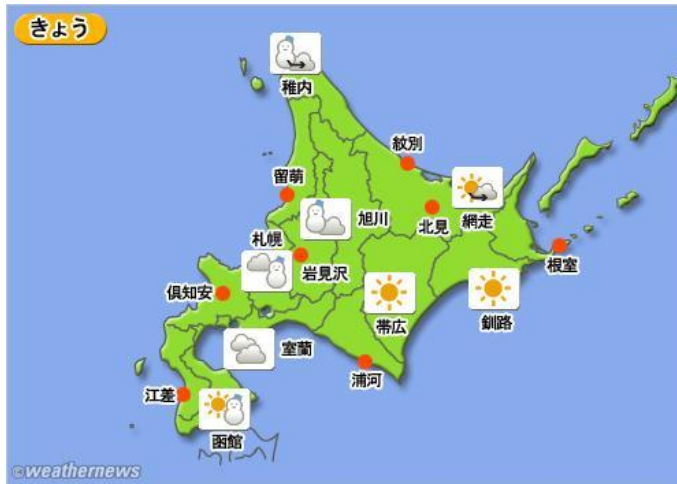 きょう
稚内
紋別
留萌
旭川
北見
網走
札幌
岩見沢
根室
倶知安
帯広
釧路
室蘭
浦河
江差
函館
©weathernews